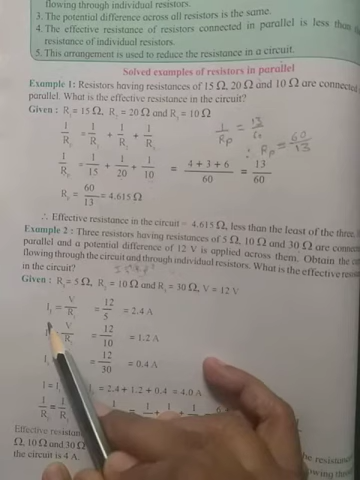 flowing through individual resistors.
3. The potential difference across all resistors is the same.
4. The effective resistance of resistors connected in parallel is less than the
resistance of individual resistors.
5. This arrangement is used to reduce the resistance in a circuit.
Solved examples of resistors in parallel
Example 1: Resistors having resistances of 15 Ω, 20 Ω and 10 Ω are connected
parallel. What is the effective resistance in the circuit?
Given : R₁ = 15 Ω, R₂ = 20 Ω and R₃ = 10 Ω
1/Rₚ = 1/R₁ + 1/R₂ + 1/R₃
1/Rₚ = 13/60
∴ Rₚ = 60/13
1/Rₚ = 1/15 + 1/20 + 1/10 = (4 + 3 + 6)/60 = 13/60
Rₚ = 60/13 = 4.615 Ω
∴ Effective resistance in the circuit = 4.615 Ω, less than the least of the three,
Example 2 : Three resistors having resistances of 5 Ω, 10 Ω and 30 Ω are
parallel and a potential difference of 12 V is applied across them. Obtain the
flowing through the circuit and through individual resistors. What is the effective
in the circuit?
Given : R₁ = 5 Ω, R₂ = 10 Ω and R₃ = 30 Ω, V = 12 V
I₁ = V/R₁ = 12/5 = 2.4 A
V/R₂ = 12/10 = 1.2 A
= 12/30 = 0.4 A
I = I₁ = 2.4 + 1.2 + 0.4 = 4.0 A
1/Rₚ = 1/R₁
Effective
Ω, 10 Ω and 30 Ω
the circuit is 4 A.